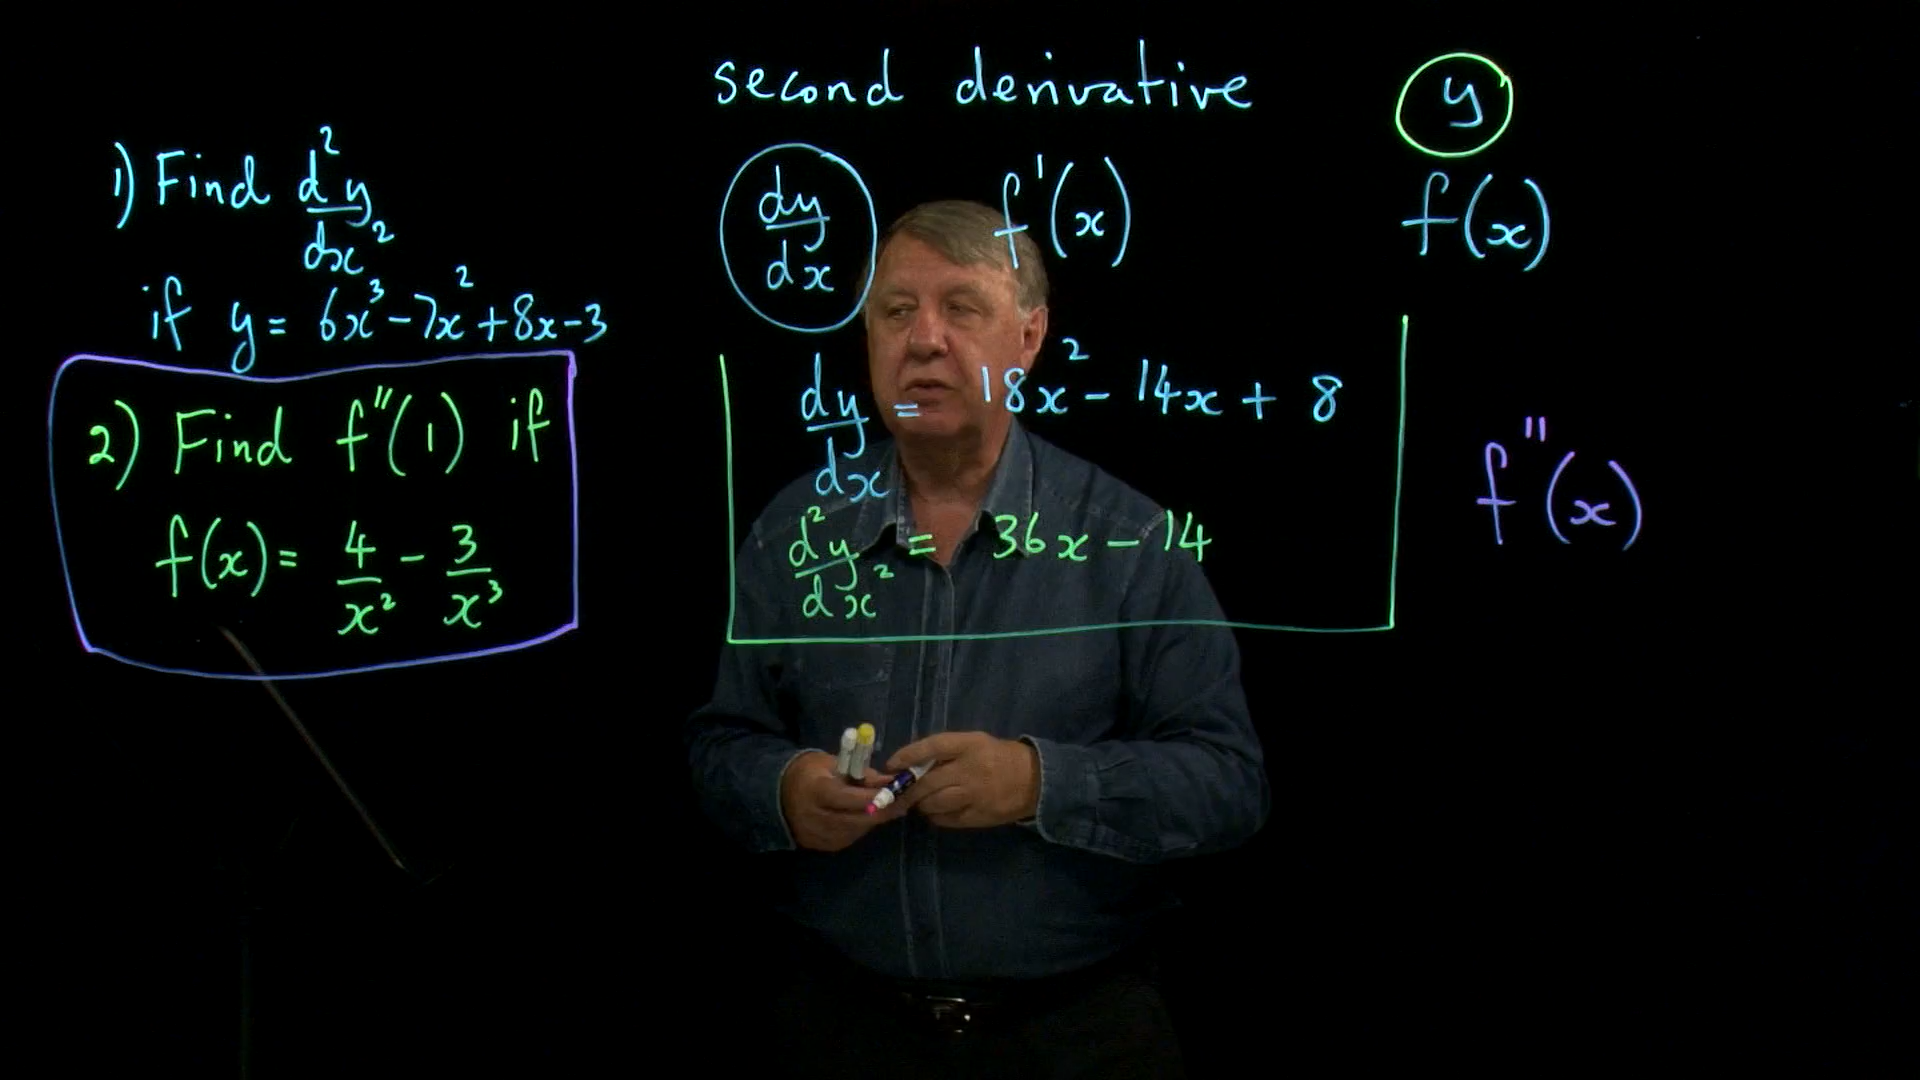 second derivative
y
f(x)
1) Find d²y/dx²
if y = 6x³ - 7x² + 8x - 3
2) Find f''(1) if
f(x) = 4/x² - 3/x³
dy/dx f'(x)
dy/dx = 18x² - 14x + 8
d²y/dx² = 36x - 14
f''(x)